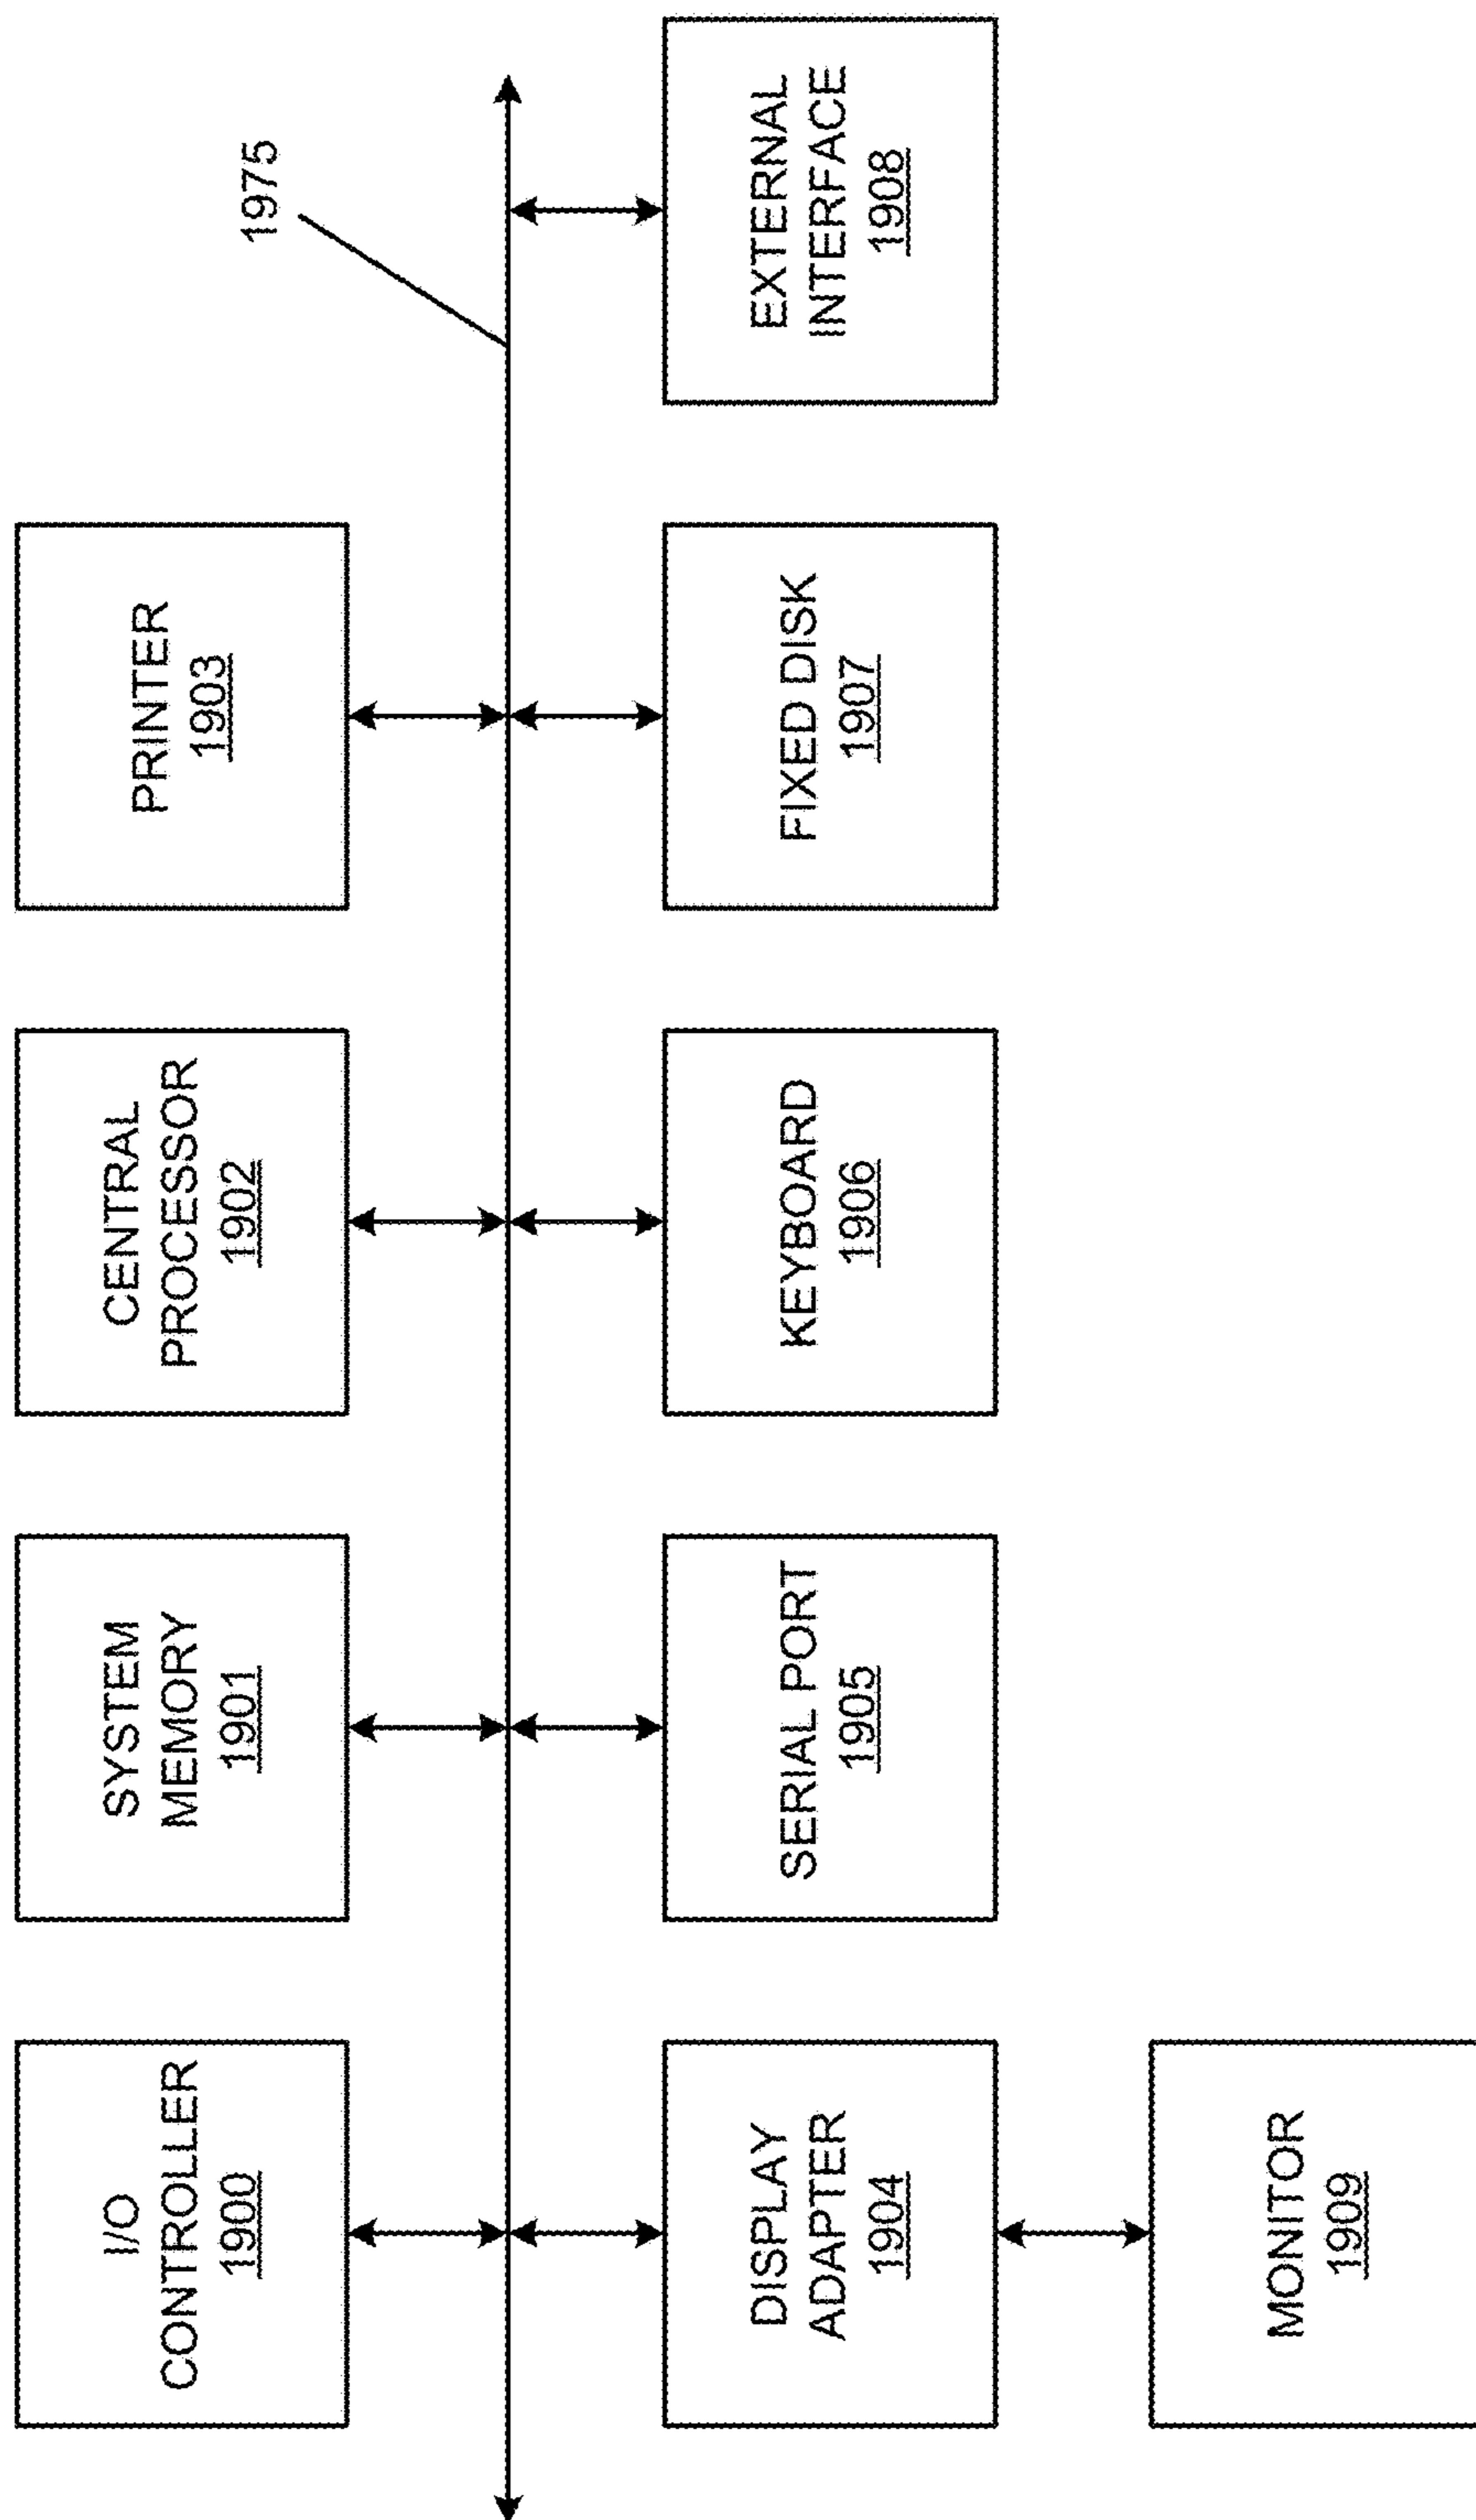 I/O
CONTROLLER
1900
SYSTEM
MEMORY
1901
CENTRAL
PROCESSOR
1902
PRINTER
1903
1975
DISPLAY
ADAPTER
1904
SERIAL PORT
1905
KEYBOARD
1906
FIXED DISK
1907
EXTERNAL
INTERFACE
1908
MONITOR
1909